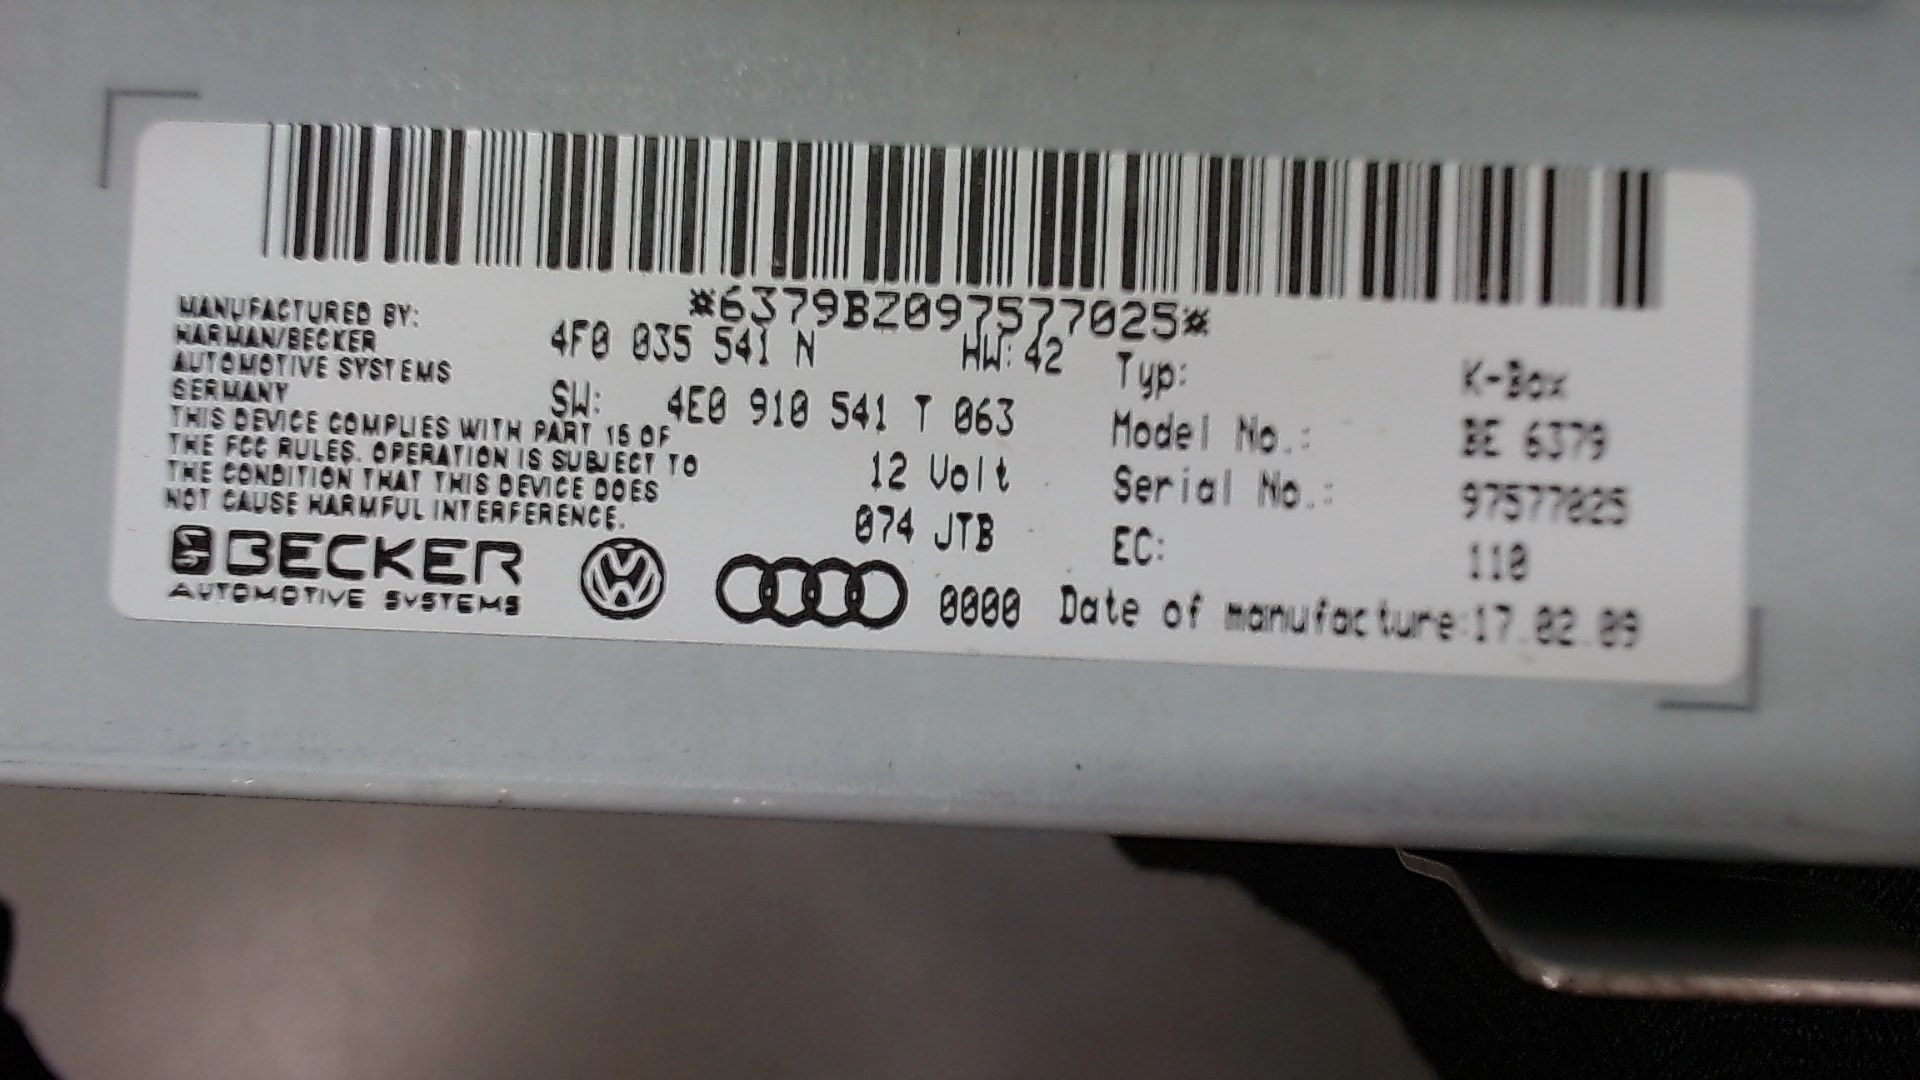 *6379BZ097577025*
MANUFACTURED BY:
HARMAN/BECKER
AUTOMOTIVE SYSTEMS
GERMANY
THIS DEVICE COMPLIES WITH PART 15 OF
THE FCC RULES. OPERATION IS SUBJECT TO
THE CONDITION THAT THIS DEVICE DOES
NOT CAUSE HARMFUL INTERFERENCE.
BECKER
AUTOMOTIVE SYSTEMS
4F0 035 541 N HW: 42
SW: 4E0 910 541 T 063
12 Volt
074 JTB
0000
Typ: K-Box
Model No.: BE 6379
Serial No.: 97577025
EC: 110
Date of manufacture:17.02.09